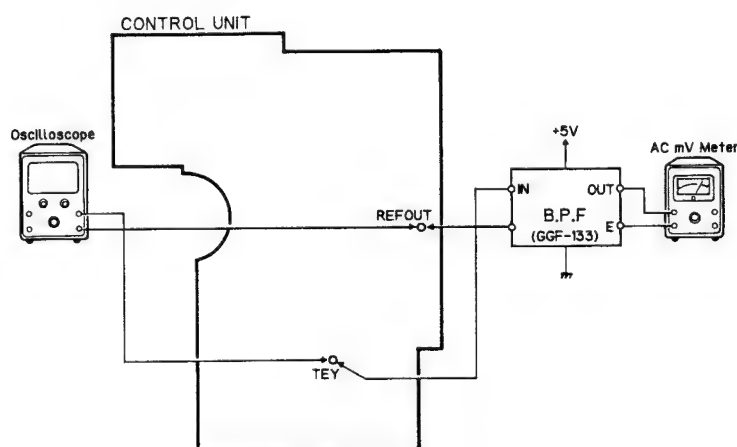 CONTROL UNIT
Oscilloscope
+5V
AC mV Meter
IN
OUT
REFOUT
B.P.F
(GGF-133)
E
TEY